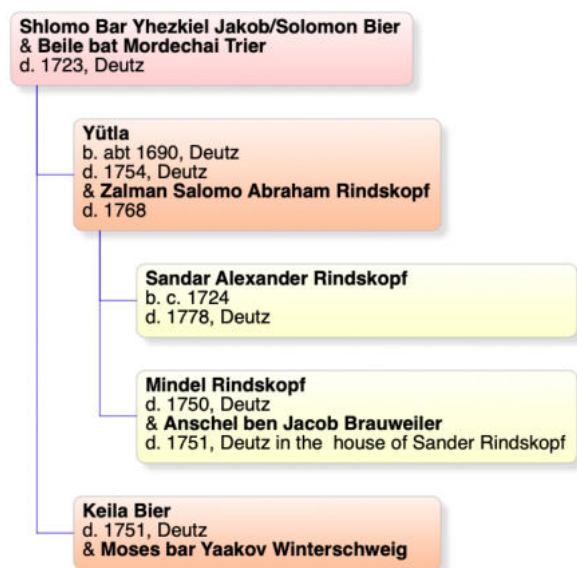 Shlomo Bar Yhezkiel Jakob/Solomon Bier
& Beile bat Mordechai Trier
d. 1723, Deutz
Yütla
b. abt 1690, Deutz
d. 1754, Deutz
& Zalman Salomo Abraham Rindskopf
d. 1768
Sandar Alexander Rindskopf
b. c. 1724
d. 1778, Deutz
Mindel Rindskopf
d. 1750, Deutz
& Anschel ben Jacob Brauweiler
d. 1751, Deutz in the house of Sander Rindskopf
Keila Bier
d. 1751, Deutz
& Moses bar Yaakov Winterschweig